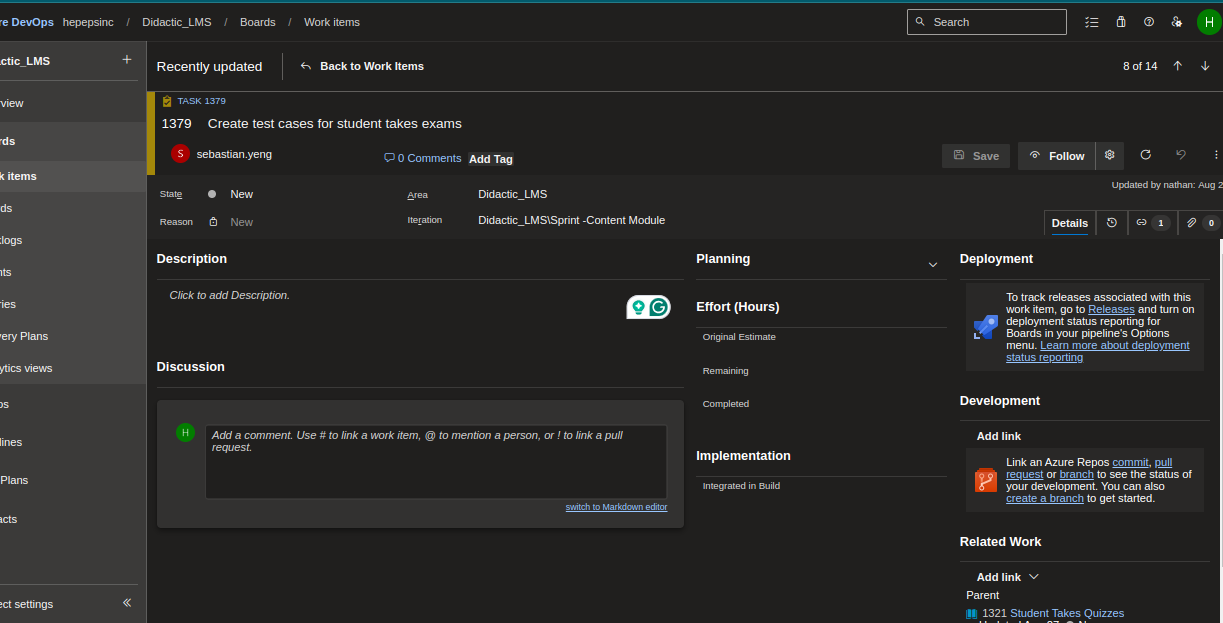 re DevOps hepepsinc / Didactic_LMS / Boards / Work items
Search
H
actic_LMS +
rview
rds
k items
rds
klogs
nts
ries
very Plans
ytics views
os
lines
Plans
acts
ect settings
Recently updated
Back to Work Items
8 of 14
TASK 1379
1379 Create test cases for student takes exams
S sebastian.yeng
0 Comments Add Tag
Save
Follow
Updated by nathan: Aug 2
State New
Area Didactic_LMS
Reason New
Iteration Didactic_LMS\Sprint -Content Module
Details 1 0
Description
Click to add Description.
Discussion
H
Add a comment. Use # to link a work item, @ to mention a person, or ! to link a pull
request.
switch to Markdown editor
Planning
Effort (Hours)
Original Estimate
Remaining
Completed
Implementation
Integrated in Build
Deployment
To track releases associated with this
work item, go to Releases and turn on
deployment status reporting for
Boards in your pipeline's Options
menu. Learn more about deployment
status reporting
Development
Add link
Link an Azure Repos commit, pull
request or branch to see the status of
your development. You can also
create a branch to get started.
Related Work
Add link
Parent
1321 Student Takes Quizzes